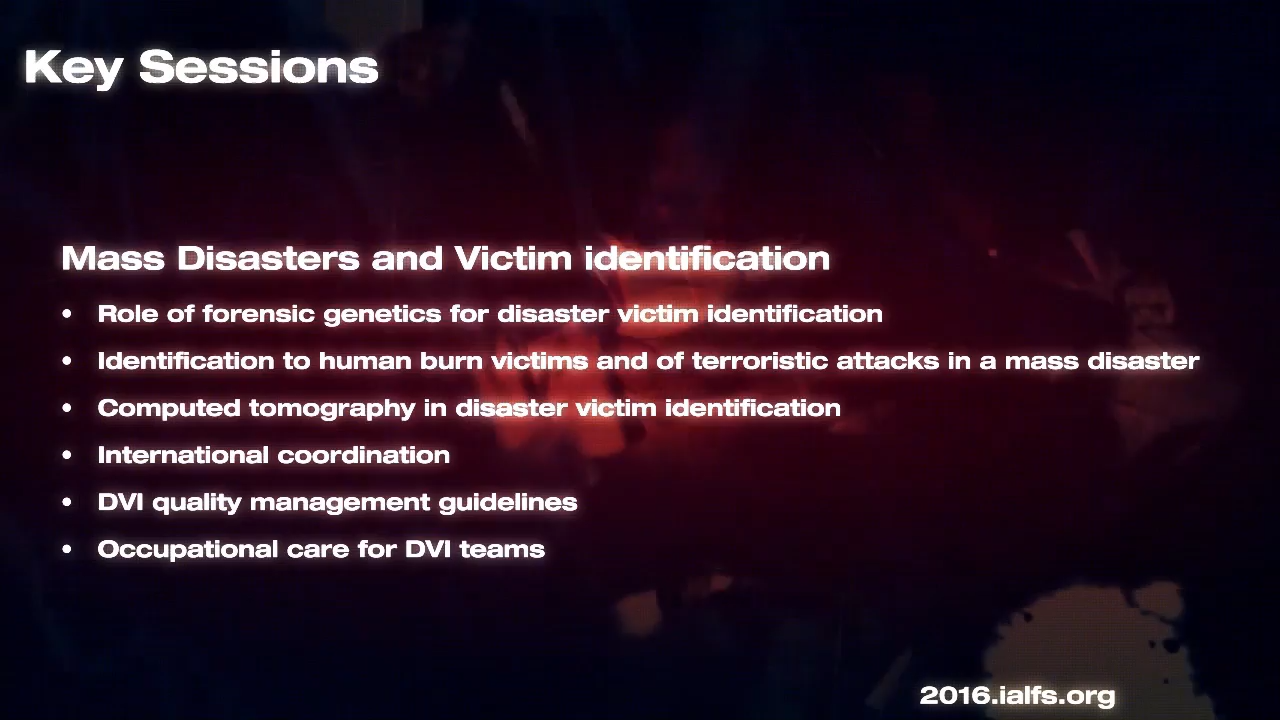 Key Sessions
Mass Disasters and Victim identification
• Role of forensic genetics for disaster victim identification
• Identification to human burn victims and of terroristic attacks in a mass disaster
• Computed tomography in disaster victim identification
• International coordination
• DVI quality management guidelines
• Occupational care for DVI teams
2016.ialfs.org